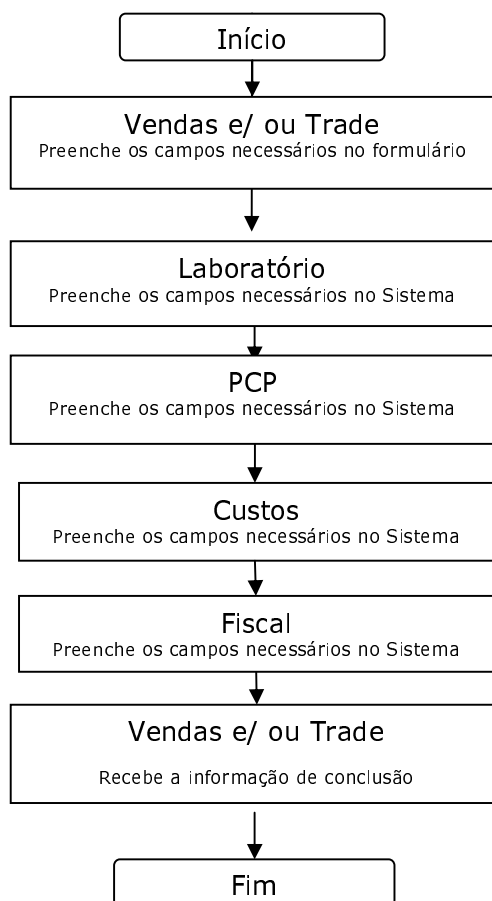 Início
Vendas e/ ou Trade
Preenche os campos necessários no formulário
Laboratório
Preenche os campos necessários no Sistema
PCP
Preenche os campos necessários no Sistema
Custos
Preenche os campos necessários no Sistema
Fiscal
Preenche os campos necessários no Sistema
Vendas e/ ou Trade
Recebe a informação de conclusão
Fim